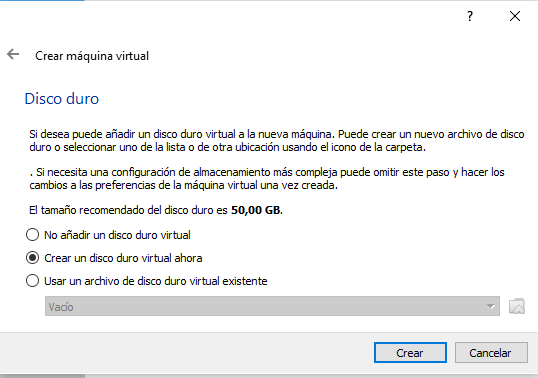 ?
Crear máquina virtual
Disco duro
Si desea puede añadir un disco duro virtual a la nueva máquina. Puede crear un nuevo archivo de disco
duro o seleccionar uno de la lista o de otra ubicación usando el icono de la carpeta.
. Si necesita una configuración de almacenamiento más compleja puede omitir este paso y hacer los
cambios a las preferencias de la máquina virtual una vez creada.
El tamaño recomendado del disco duro es 50,00 GB.
No añadir un disco duro virtual
Crear un disco duro virtual ahora
Usar un archivo de disco duro virtual existente
Vacío
Crear Cancelar